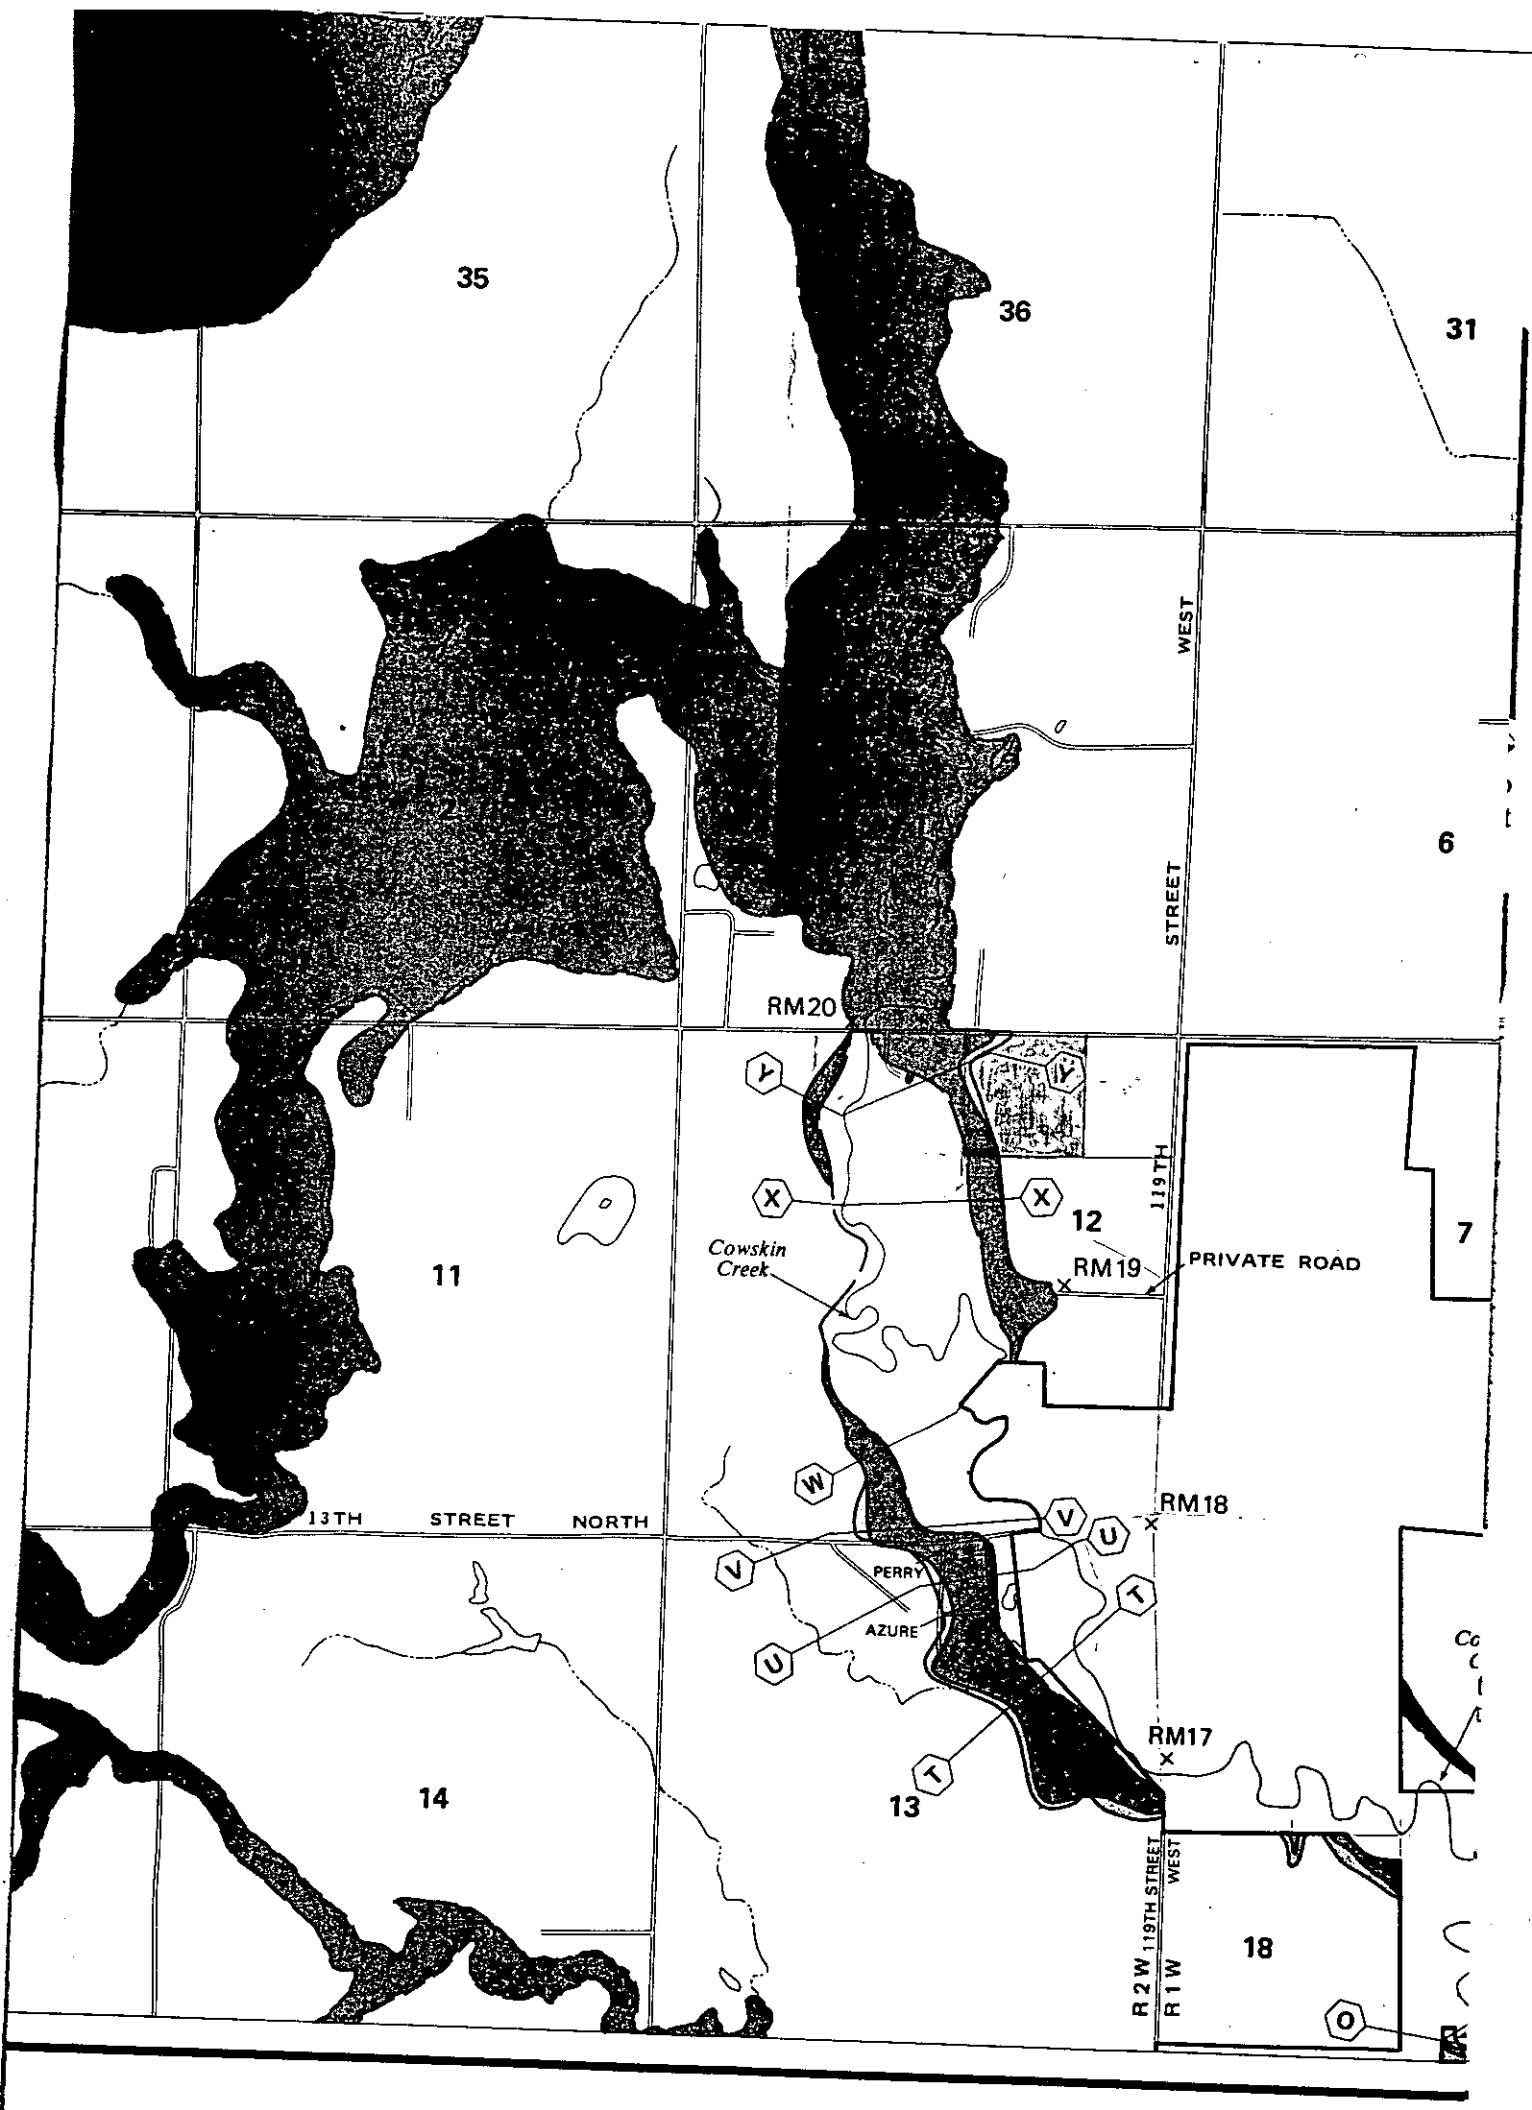 35
36
31
WEST
6
STREET
RM20
Y
Y
119TH
X
X
12
7
Cowskin
Creek
11
RM19
PRIVATE ROAD
W
RM18
V
13TH STREET NORTH
U
V
PERRY
T
AZURE
U
RM17
T
14
13
119TH STREET
WEST
18
R 2 W
R 1 W
O